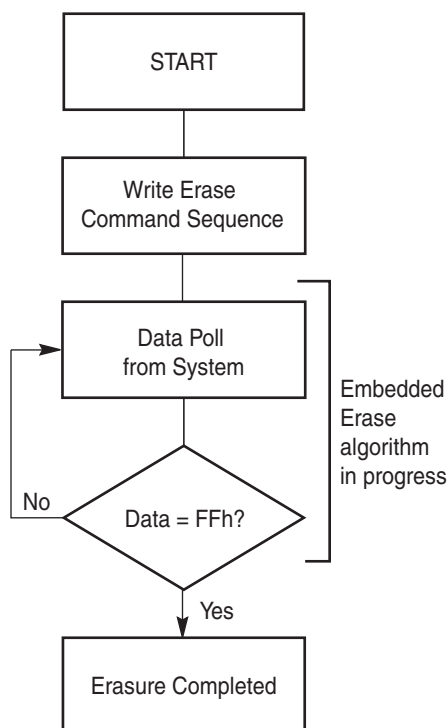 START
Write Erase
Command Sequence
Data Poll
from System
Embedded
Erase
algorithm
in progress
No
Data = FFh?
Yes
Erasure Completed